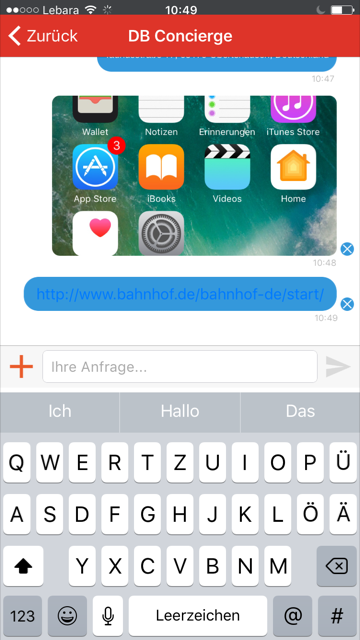 Lebara 10:49
Zurück DB Concierge
10:47
Wallet Notizen Erinnerungen iTunes Store
3
App Store iBooks Videos Home
10:48
http://www.bahnhof.de/bahnhof-de/start/
10:49
Ihre Anfrage...
Ich Hallo Das
Q W E R T Z U I O P Ü
A S D F G H J K L Ö Ä
Y X C V B N M
123 Leerzeichen @ #